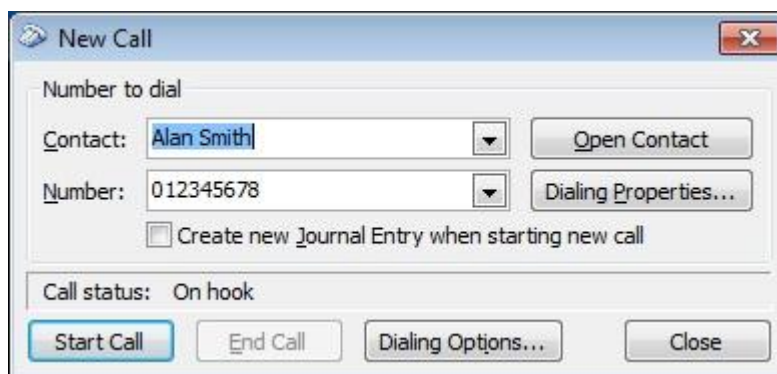 New Call
Number to dial
Contact: Alan Smith Open Contact
Number: 012345678 Dialing Properties...
Create new Journal Entry when starting new call
Call status: On hook
Start Call End Call Dialing Options... Close